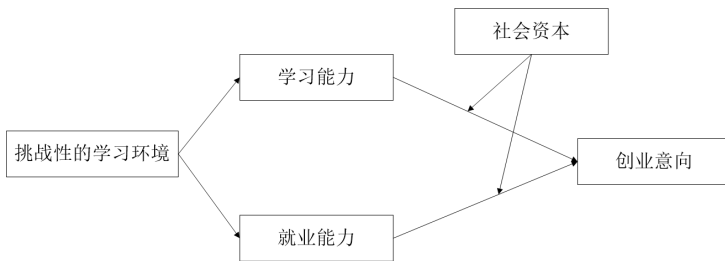 社会资本
学习能力
挑战性的学习环境
创业意向
就业能力